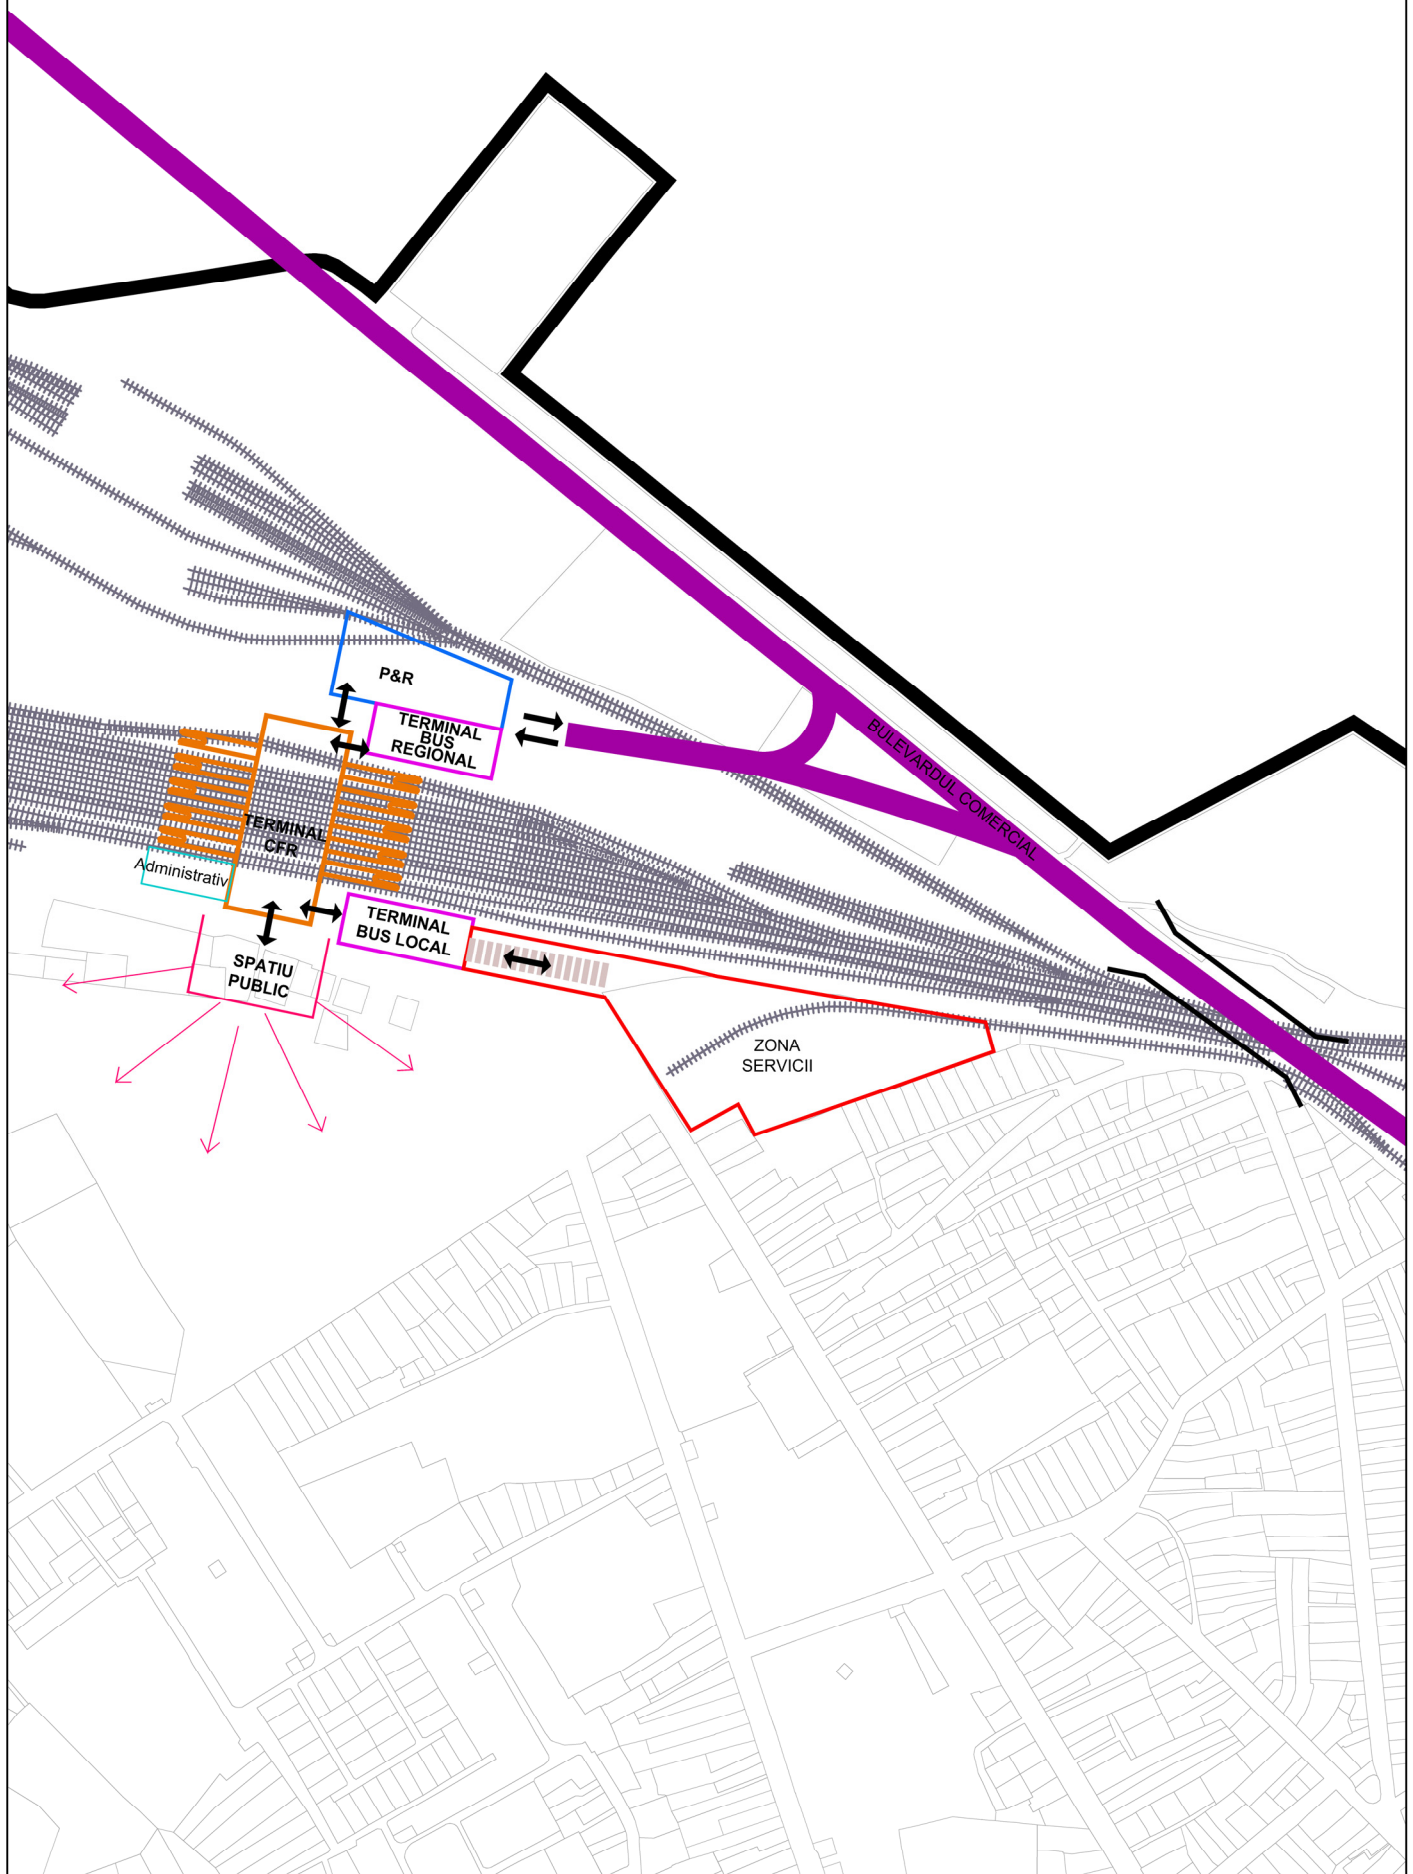 P&R
TERMINAL
BUS
REGIONAL
BULEVARDUL COMERCIAL
TERMINAL
CFR
Administrativ
TERMINAL
BUS LOCAL
SPATIU
PUBLIC
ZONA
SERVICII